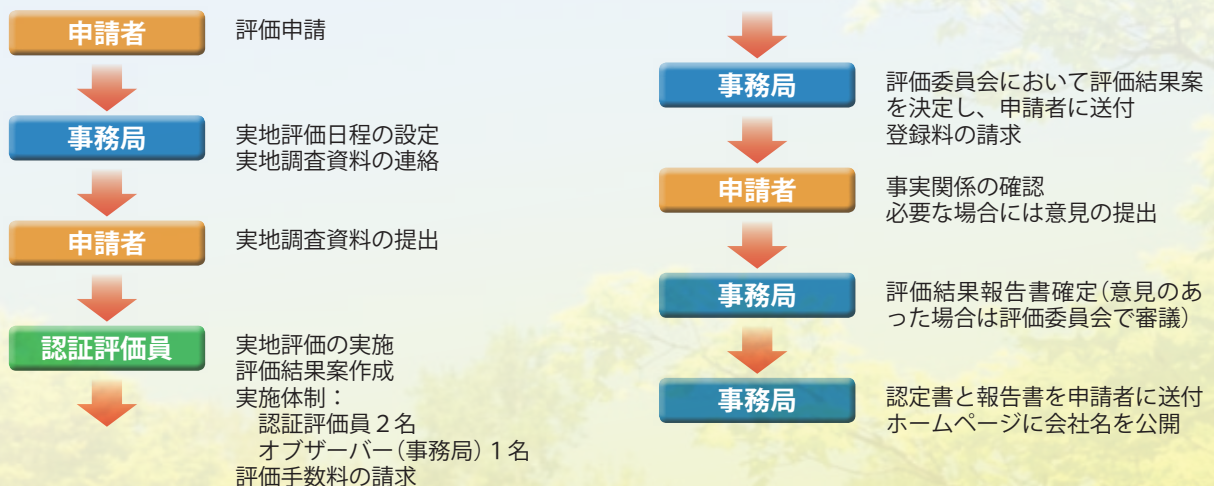 申請者
評価申請
事務局
実地評価日程の設定
実地調査資料の連絡
申請者
実地調査資料の提出
認証評価員
実地評価の実施
評価結果案作成
実施体制：
認証評価員２名
オブザーバー（事務局）１名
評価手数料の請求
事務局
評価委員会において評価結果案
を決定し、申請者に送付
登録料の請求
申請者
事実関係の確認
必要な場合には意見の提出
事務局
評価結果報告書確定（意見のあ
った場合は評価委員会で審議）
事務局
認定書と報告書を申請者に送付
ホームページに会社名を公開